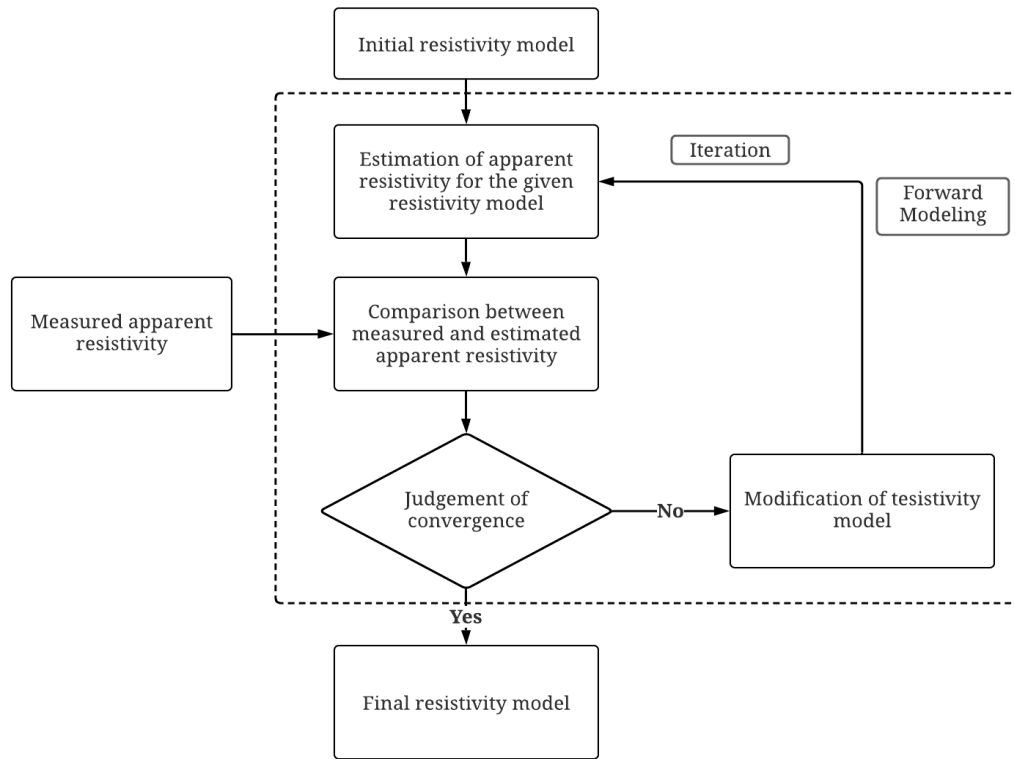 Initial resistivity model
Estimation of apparent
resistivity for the given
resistivity model
Iteration
Forward
Modeling
Measured apparent
resistivity
Comparison between
measured and estimated
apparent resistivity
Judgement of
convergence
No
Modification of tesistivity
model
Yes
Final resistivity model